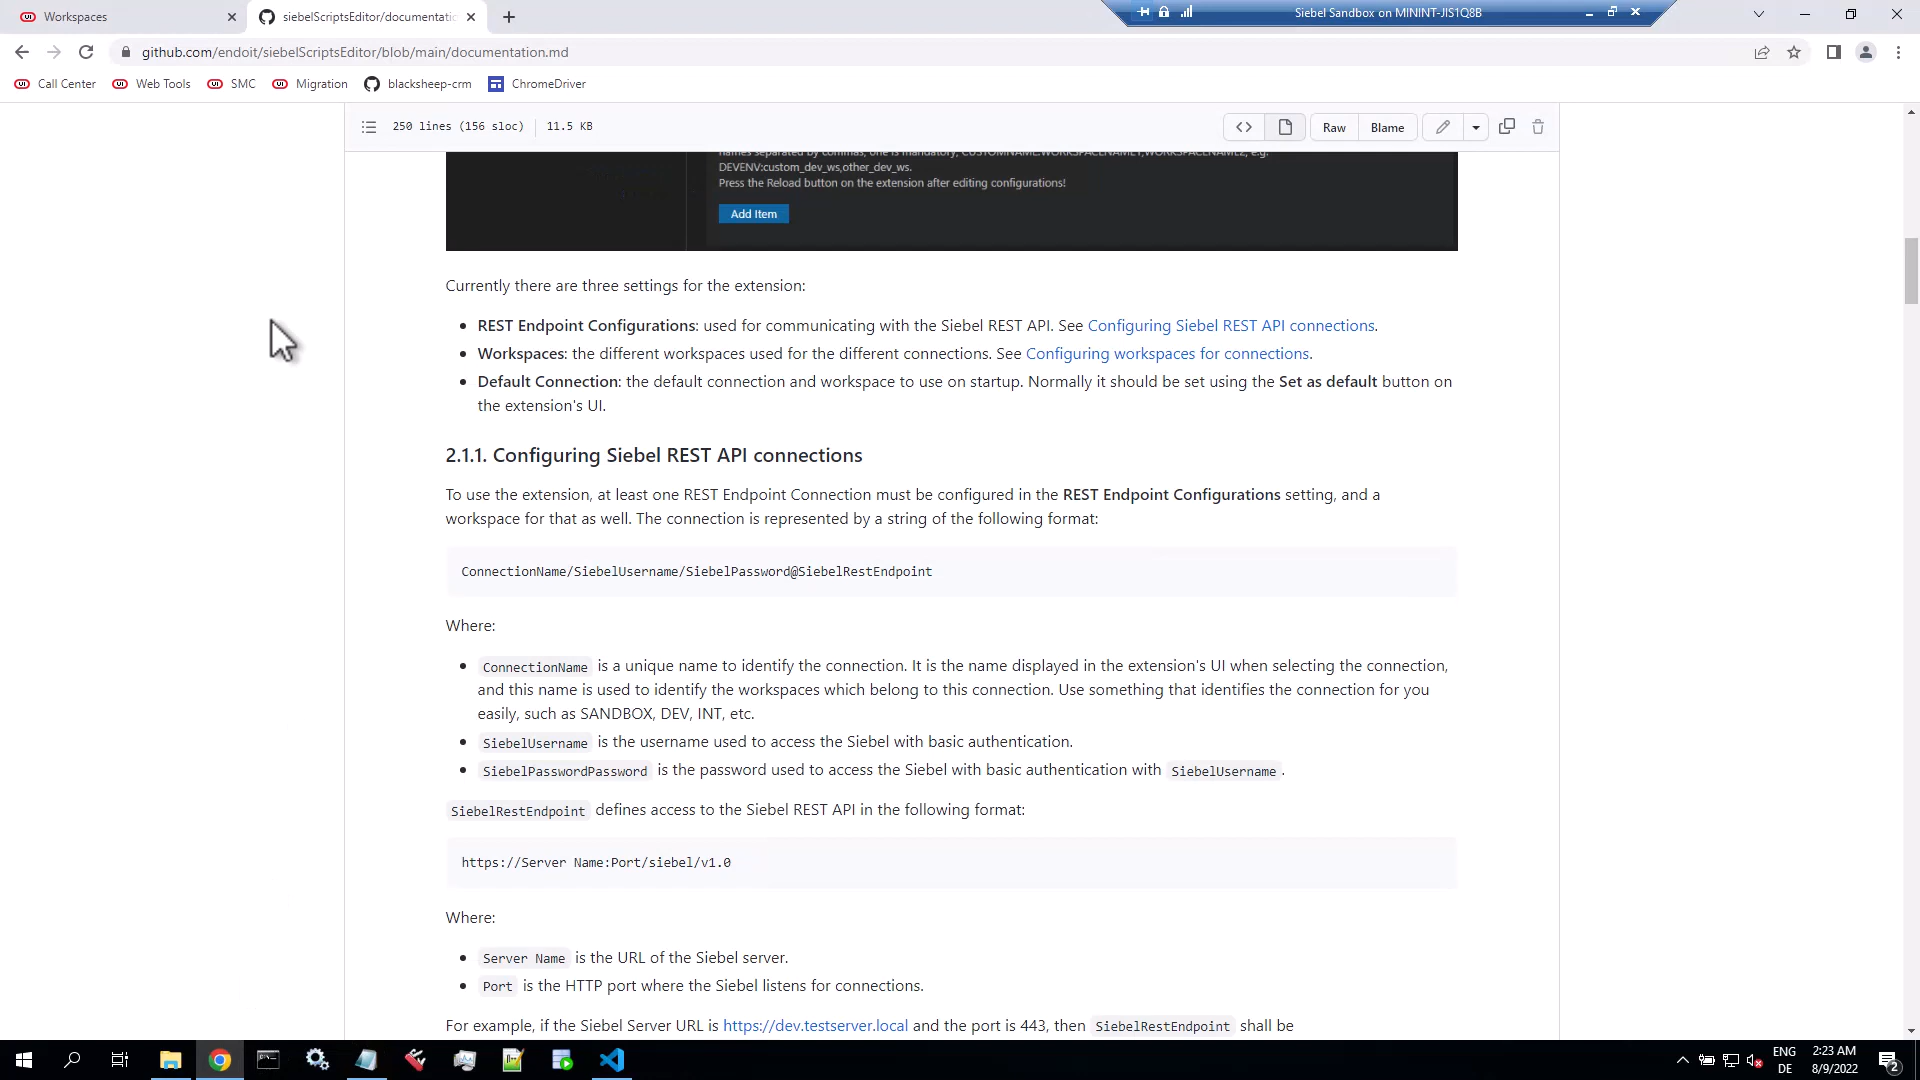 Workspaces
siebelScriptsEditor/documentatic
Siebel Sandbox on MININT-JIS1Q8B
github.com/endoit/siebelScriptsEditor/blob/main/documentation.md
Call Center
Web Tools
SMC
Migration
blacksheep-crm
ChromeDriver
250 lines (156 sloc)
11.5 KB
Raw
Blame
names separated by commas, one is mandatory, CUSTOMNAME:WORKSPACENAME1,WORKSPACENAME2, e.g.
DEVENV:custom_dev_ws,other_dev_ws.
Press the Reload button on the extension after editing configurations!
Add Item
Currently there are three settings for the extension:
• REST Endpoint Configurations: used for communicating with the Siebel REST API. See Configuring Siebel REST API connections.
• Workspaces: the different workspaces used for the different connections. See Configuring workspaces for connections.
• Default Connection: the default connection and workspace to use on startup. Normally it should be set using the Set as default button on
the extension's UI.
2.1.1. Configuring Siebel REST API connections
To use the extension, at least one REST Endpoint Connection must be configured in the REST Endpoint Configurations setting, and a
workspace for that as well. The connection is represented by a string of the following format:
ConnectionName/SiebelUsername/SiebelPassword@SiebelRestEndpoint
Where:
• ConnectionName is a unique name to identify the connection. It is the name displayed in the extension's UI when selecting the connection,
and this name is used to identify the workspaces which belong to this connection. Use something that identifies the connection for you
easily, such as SANDBOX, DEV, INT, etc.
• SiebelUsername is the username used to access the Siebel with basic authentication.
• SiebelPasswordPassword is the password used to access the Siebel with basic authentication with SiebelUsername.
SiebelRestEndpoint defines access to the Siebel REST API in the following format:
https://Server Name:Port/siebel/v1.0
Where:
• Server Name is the URL of the Siebel server.
• Port is the HTTP port where the Siebel listens for connections.
For example, if the Siebel Server URL is https://dev.testserver.local and the port is 443, then SiebelRestEndpoint shall be
ENG
DE
2:23 AM
8/9/2022
2